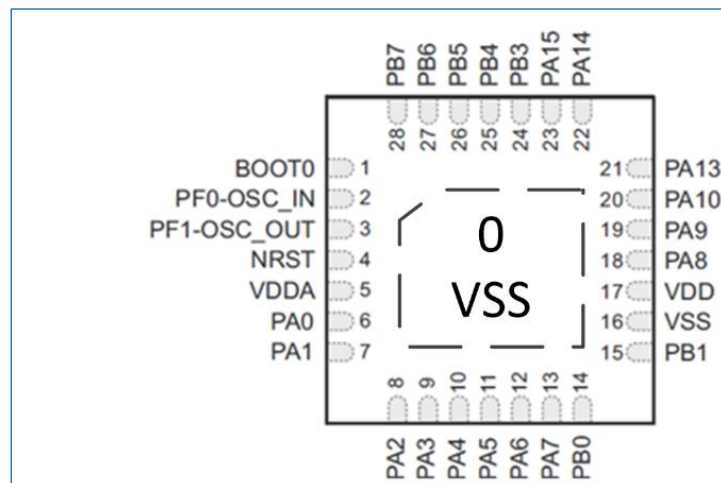 PB7 PB6 PB5 PB4 PB3 PA15 PA14
28 27 26 25 24 23 22
BOOT0 1
PF0-OSC_IN 2
PF1-OSC_OUT 3
NRST 4
VDDA 5
PA0 6
PA1 7
0
VSS
21 PA13
20 PA10
19 PA9
18 PA8
17 VDD
16 VSS
15 PB1
8 9 10 11 12 13 14
PA2 PA3 PA4 PA5 PA6 PA7 PB0